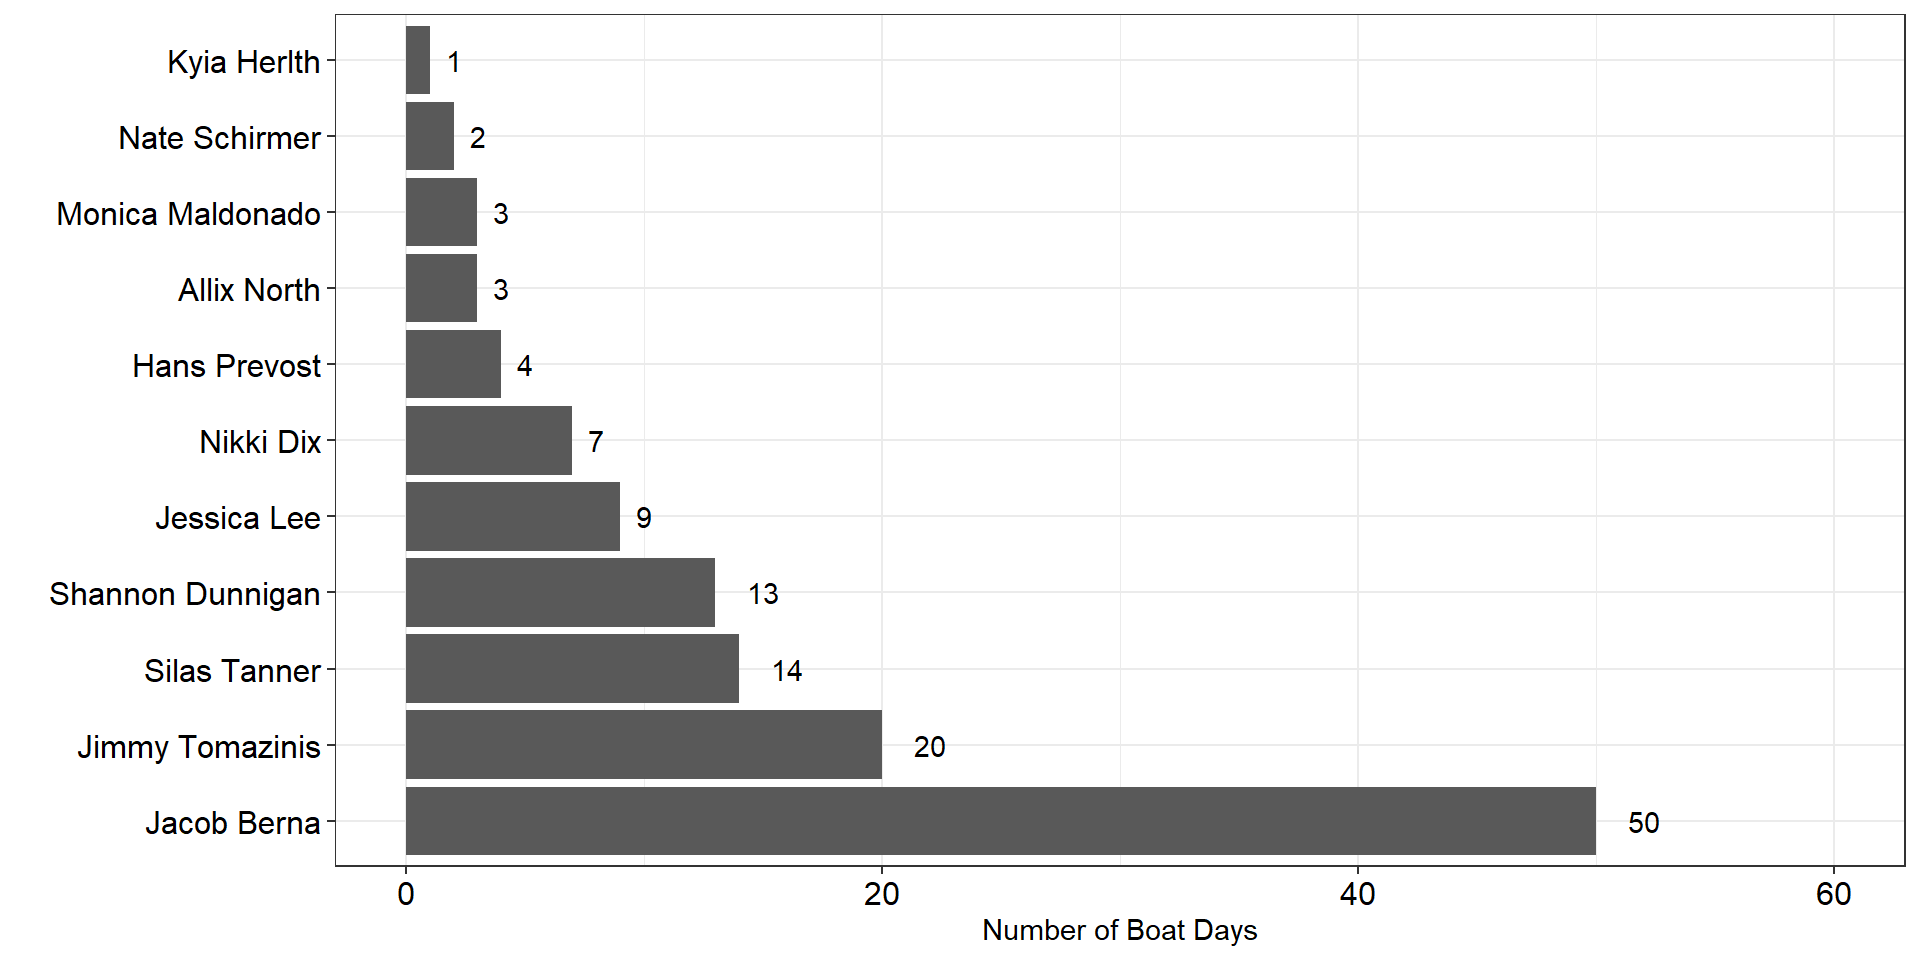 Kyia Herlth 1
Nate Schirmer 2
Monica Maldonado 3
Allix North 3
Hans Prevost 4
Nikki Dix 7
Jessica Lee 9
Shannon Dunnigan 13
Silas Tanner 14
Jimmy Tomazinis 20
Jacob Berna 50
0 20 40 60
Number of Boat Days